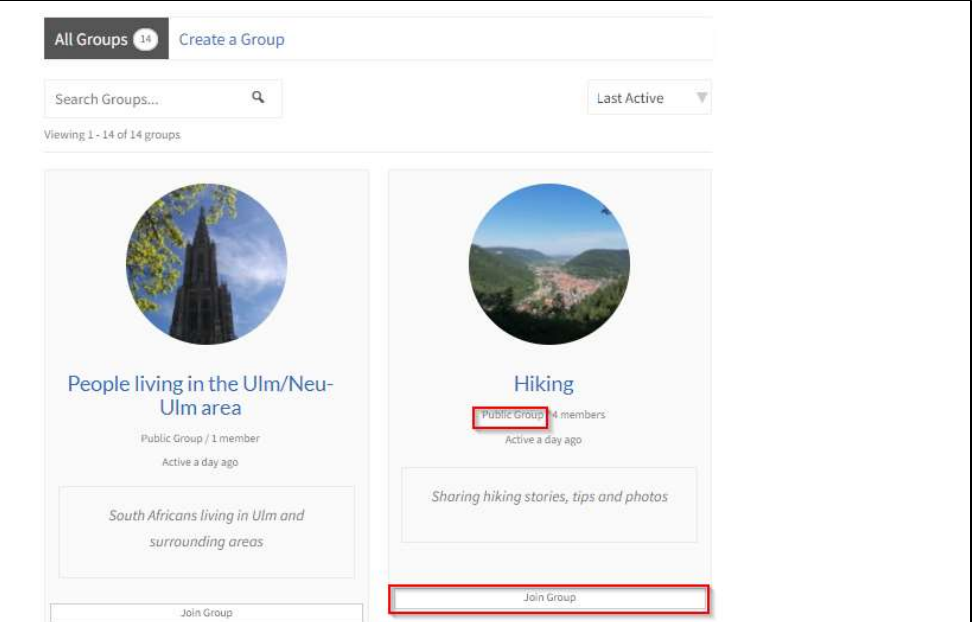 All Groups 14 Create a Group
Search Groups...
Last Active
Viewing 1 - 14 of 14 groups
People living in the Ulm/Neu-
Ulm area
Public Group / 1 member
Active a day ago
South Africans living in Ulm and
surrounding areas
Join Group
Hiking
Public Group / 4 members
Active a day ago
Sharing hiking stories, tips and photos
Join Group